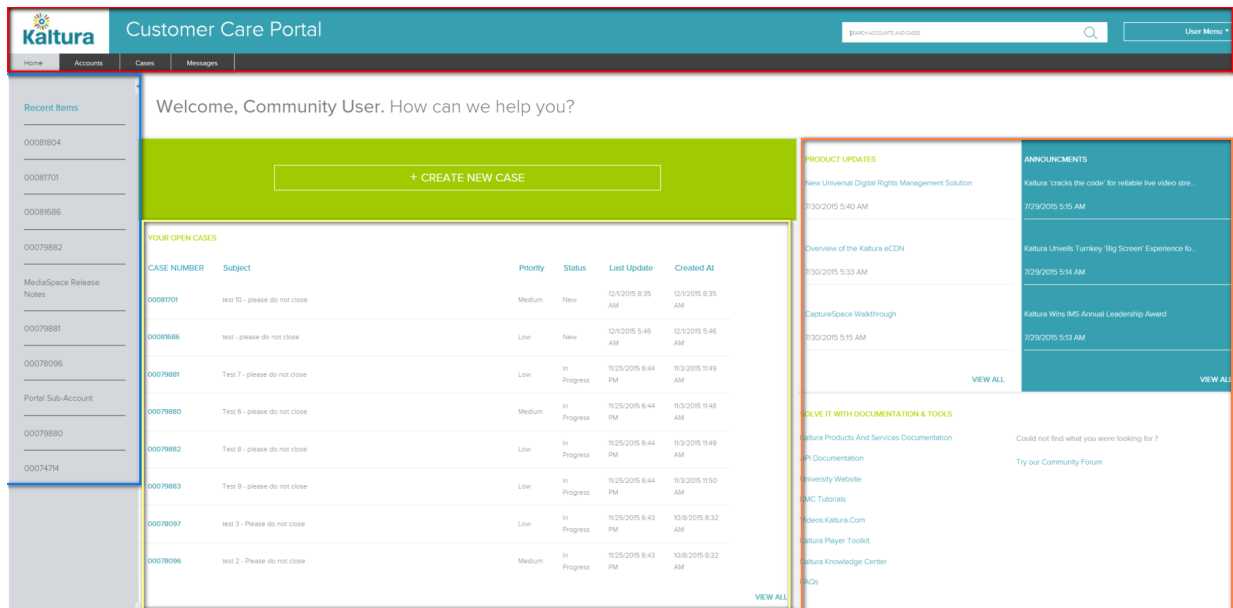 kaltura
Customer Care Portal
SEARCH ACCOUNTS AND CASES
User Menu
Home Accounts Cases Messages
Recent Items
00081804
00081701
00081686
00079882
MediaSpace Release
Notes
00079881
00078096
Portal Sub-Account
00079880
00074714
Welcome, Community User. How can we help you?
+ CREATE NEW CASE
YOUR OPEN CASES
CASE NUMBER Subject Priority Status Last Update Created At
00081701 test 10 - please do not close Medium New 12/1/2015 8:35 AM 12/1/2015 8:35 AM
00081686 test - please do not close Low New 12/1/2015 5:46 AM 12/1/2015 5:46 AM
00079881 Test 7 - please do not close Low In Progress 11/25/2015 6:44 PM 11/3/2015 11:49 AM
00079880 Test 6 - please do not close Medium In Progress 11/25/2015 6:44 PM 11/3/2015 11:48 AM
00079882 Test 8 - please do not close Low In Progress 11/25/2015 6:44 PM 11/3/2015 11:49 AM
00079883 Test 9 - please do not close Low In Progress 11/25/2015 6:44 PM 11/3/2015 11:50 AM
00078097 test 3 - Please do not close Low In Progress 11/25/2015 6:43 PM 10/8/2015 8:32 AM
00078096 test 2 - Please do not close Medium In Progress 11/25/2015 6:43 PM 10/8/2015 8:32 AM
VIEW ALL
PRODUCT UPDATES
New Universal Digital Rights Management Solution
7/30/2015 5:40 AM
Overview of the Kaltura eCDN
7/30/2015 5:33 AM
CaptureSpace Walkthrough
7/30/2015 5:15 AM
VIEW ALL
ANNOUNCMENTS
Kaltura 'cracks the code' for reliable live video stre...
7/29/2015 5:15 AM
Kaltura Unveils Turnkey 'Big Screen' Experience fo...
7/29/2015 5:14 AM
Kaltura Wins IMS Annual Leadership Award
7/29/2015 5:13 AM
VIEW ALL
SOLVE IT WITH DOCUMENTATION & TOOLS
Kaltura Products And Services Documentation
API Documentation
University Website
KMC Tutorials
Videos.Kaltura.Com
Kaltura Player Toolkit
Kaltura Knowledge Center
FAQs
Could not find what you were looking for ?
Try our Community Forum